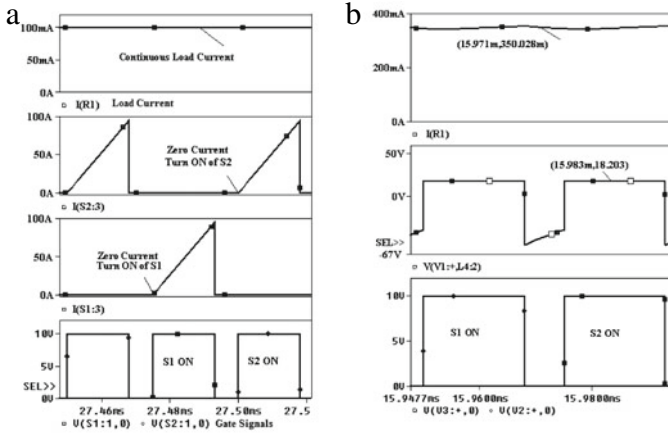 a
100mA
Continuous Load Current
50mA
0A
I(R1) Load Current
100A
Zero Current
Turn ON of S2
50A
0A
I(S2:3)
100A
50A
Zero Current
Turn ON of S1
0A
I(S1:3)
10V
5V
S1 ON
S2 ON
SEL>>
0V
27.46ms
27.48ms
27.50ms
27.5
V(S1:1,0) V(S2:1,0) Gate Signals
b
400mA
(15.971m,350.028m)
200mA
0A
I(R1)
50V
(15.983m,18.203)
0V
SEL>>
-67V
V(V1:+,L4:2)
10V
S1 ON
S2 ON
5V
0V
15.9477ms
15.9600ms
15.9800ms
V(V3:+,0) V(V2:+,0)